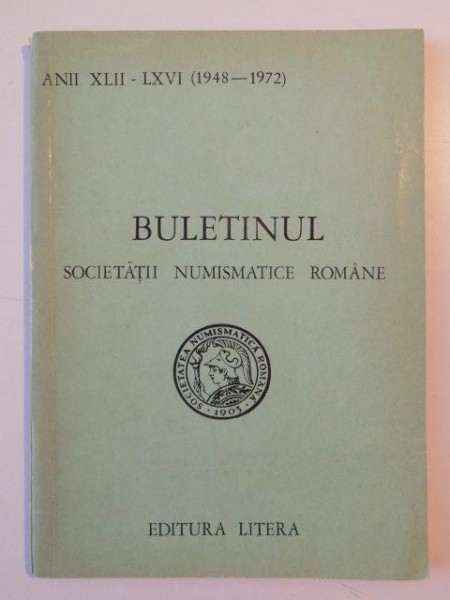 ANII XLII - LXVI (1948—1972)
BULETINUL
SOCIETĂȚII NUMISMATICE ROMÂNE
SOCIETATEA NUMISMATICA ROMANA
· 1903 ·
EDITURA LITERA